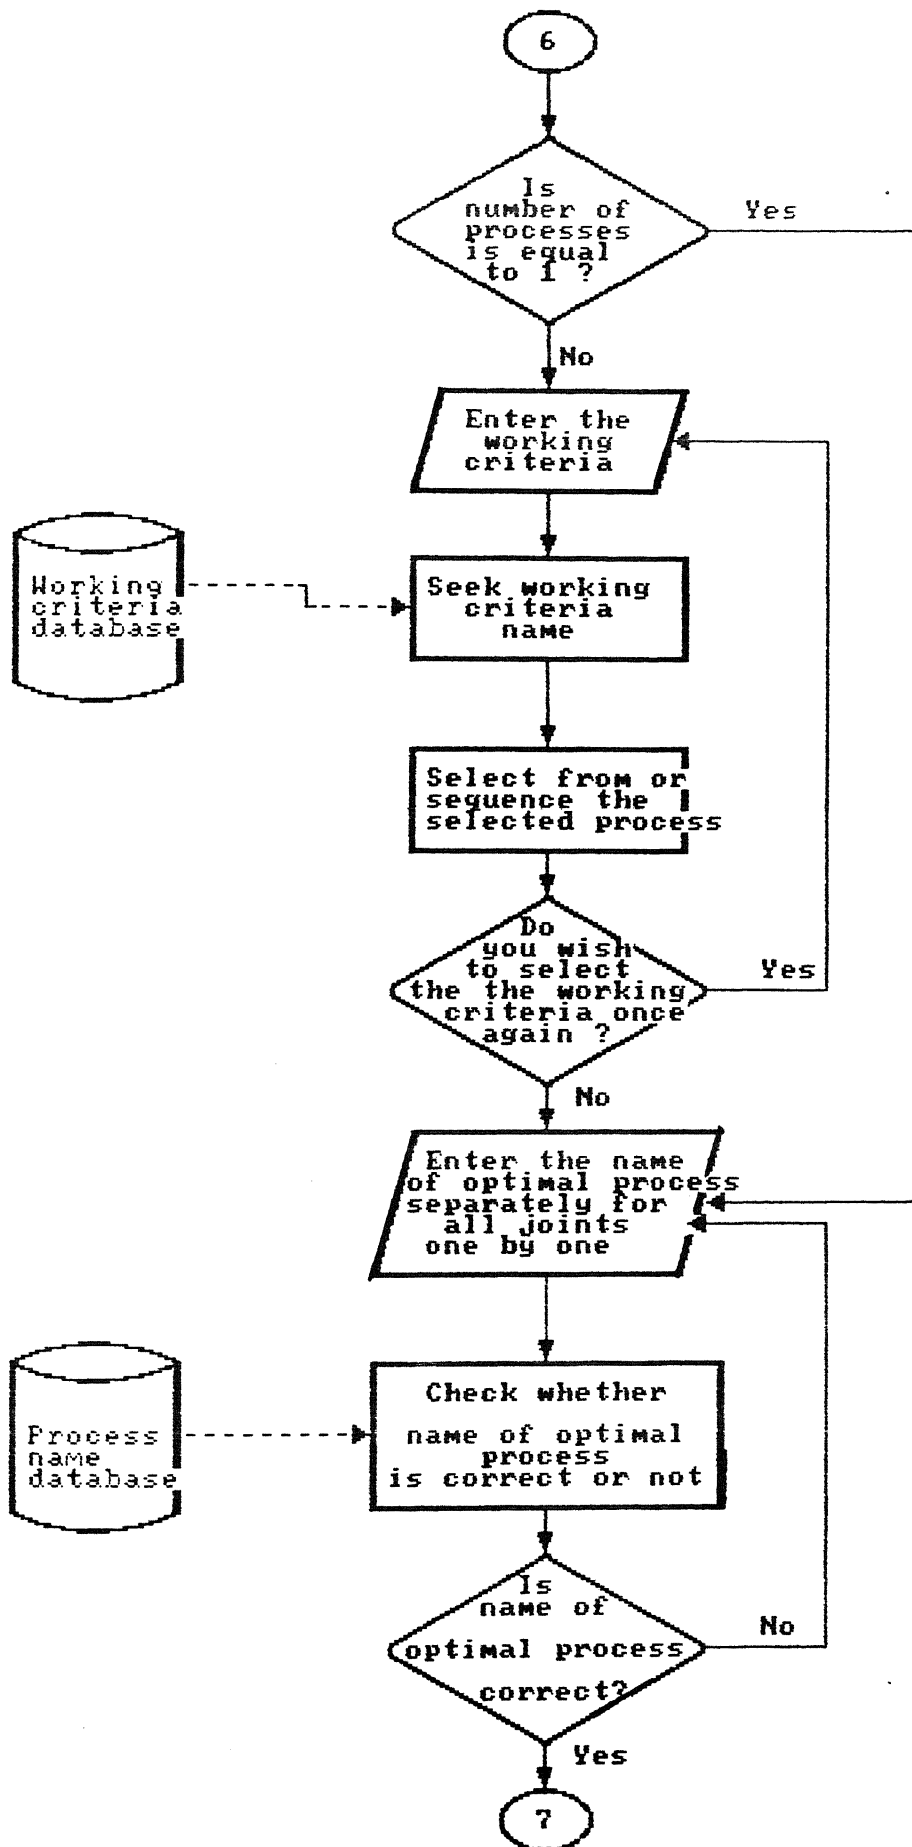 6
Is
number of
processes
is equal
to 1 ?
Yes
No
Enter the
working
criteria
Working
criteria
database
Seek working
criteria
name
Select from or
sequence the
selected process
Do
you wish
to select
the the working
criteria once
again ?
Yes
No
Enter the name
of optimal process
separately for
all joints
one by one
Process
name
database
Check whether
name of optimal
process
is correct or not
Is
name of
optimal process
correct?
No
Yes
7